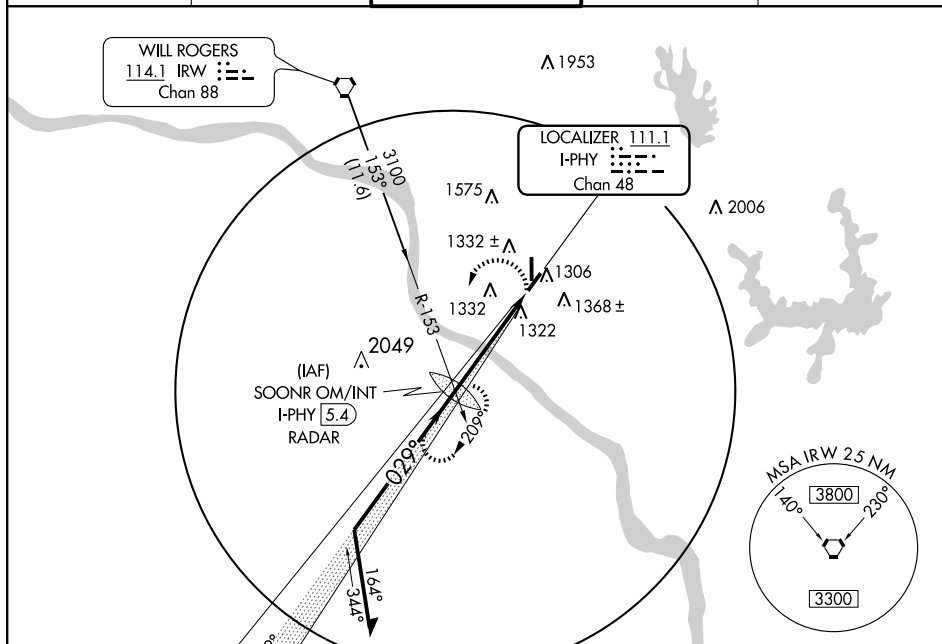 WILL ROGERS
114.1 IRW
Chan 88
1953
LOCALIZER 111.1
I-PHY
Chan 48
3100
153°
(11.6)
1575
2006
1332 ±
1306
1332
1368 ±
1322
R-153
2049
(IAF)
SOONR OM/INT
I-PHY 5.4
RADAR
209°
029°
MSA IRW 25 NM
140°
3800
230°
3300
164°
344°